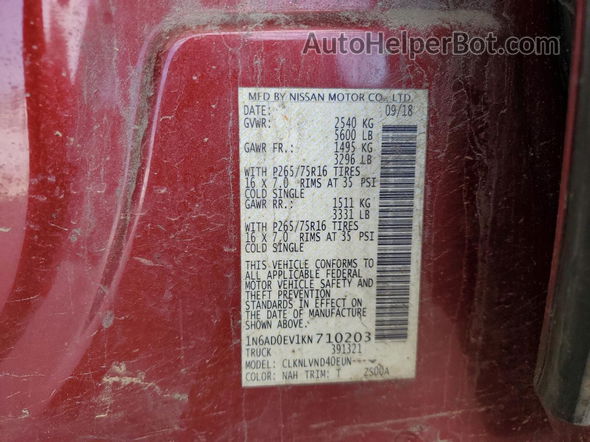 AutoHelperBot.com
MFD BY NISSAN MOTOR CO., LTD.
DATE: 09/18
GVWR: 2540 KG
5600 LB
GAWR FR.: 1495 KG
3296 LB
WITH P265/75R16 TIRES
16 X 7.0 RIMS AT 35 PSI
COLD SINGLE
GAWR RR.: 1511 KG
3331 LB
WITH P265/75R16 TIRES
16 X 7.0 RIMS AT 35 PSI
COLD SINGLE
THIS VEHICLE CONFORMS TO
ALL APPLICABLE FEDERAL
MOTOR VEHICLE SAFETY AND
THEFT PREVENTION
STANDARDS IN EFFECT ON
THE DATE OF MANUFACTURE
SHOWN ABOVE.
1N6AD0EV1KN710203
TRUCK 391321
MODEL: CLKNLVND40EUN
COLOR: NAH TRIM: T 2S00A